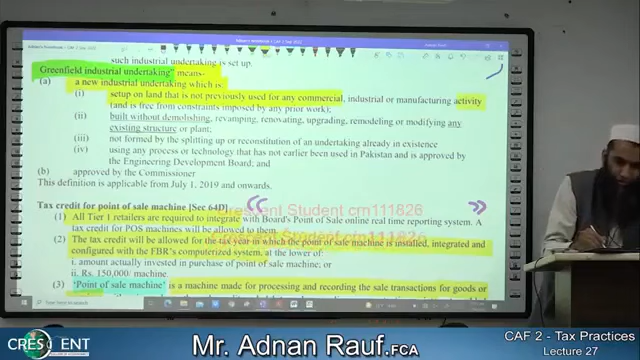 such industrial undertaking is set up.
Greenfield industrial undertaking" means-
(a) a new industrial undertaking which is:
(i) setup on land that is not previously used for any commercial, industrial or manufacturing activity
(and is free from constraints imposed by any prior work);
(ii) built without demolishing, revamping, renovating, upgrading, remodeling or modifying any
existing structure or plant;
(iii) not formed by the splitting up or reconstitution of an undertaking already in existence
(iv) using any process or technology that has not earlier been used in Pakistan and is approved by
the Engineering Development Board; and
(b) approved by the Commissioner
This definition is applicable from July 1, 2019 and onwards.
Tax credit for point of sale machine [Sec 64D]
Crescent Student crn111826
(1) All Tier 1 retailers are required to integrate with Board's Point of Sale online real time reporting system. A
tax credit for POS machines will be allowed to them.
(2) The tax credit will be allowed for the tax year in which the point of sale machine is installed, integrated and
configured with the FBR's computerized system, at the lower of:
i. amount actually invested in purchase of point of sale machine; or
ii. Rs. 150,000/ machine.
(3) 'Point of sale machine' is a machine made for processing and recording the sale transactions for goods or
CRESCENT
Mr. Adnan Rauf.FCA
CAF 2 - Tax Practices
Lecture 27